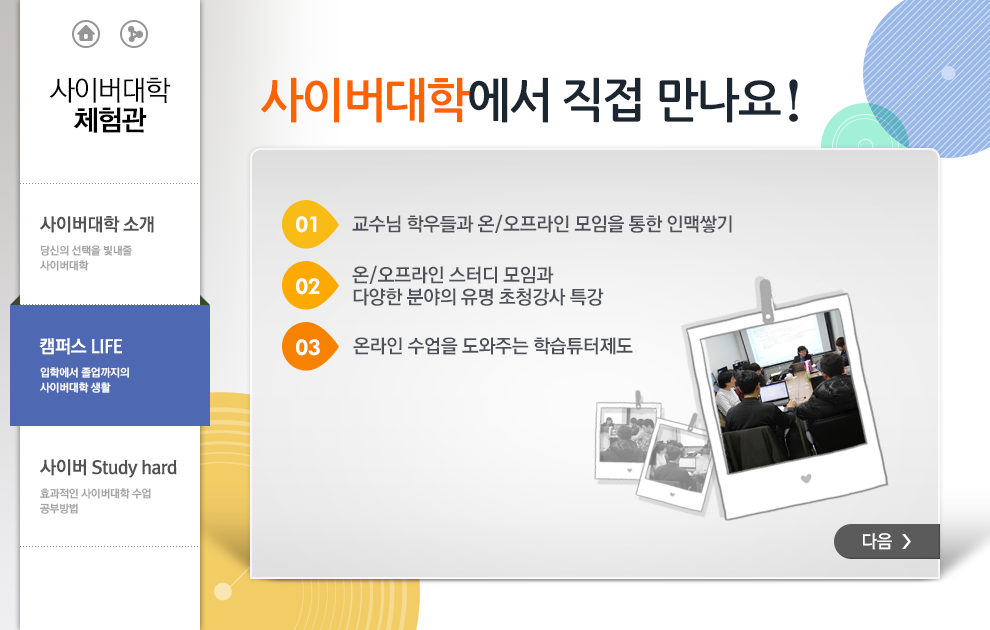 사이버대학
체험관
사이버대학 소개
당신의 선택을 빛내줄
사이버대학
캠퍼스 LIFE
입학에서 졸업까지의
사이버대학 생활
사이버 Study hard
효과적인 사이버대학 수업
공부방법
사이버대학에서 직접 만나요!
01 교수님 학우들과 온/오프라인 모임을 통한 인맥쌓기
02 온/오프라인 스터디 모임과
다양한 분야의 유명 초청강사 특강
03 온라인 수업을 도와주는 학습튜터제도
다음 ❯